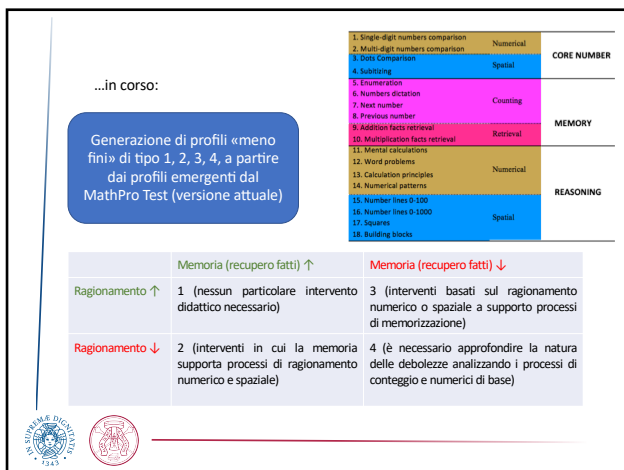 1. Single-digit numbers comparison
2. Multi-digit numbers comparison
Numerical
3. Dots Comparison
4. Subitizing
Spatial
CORE NUMBER
5. Enumeration
6. Numbers dictation
7. Next number
8. Previous number
Counting
9. Addition facts retrieval
10. Multiplication facts retrieval
Retrieval
MEMORY
11. Mental calculations
12. Word problems
13. Calculation principles
14. Numerical patterns
Numerical
15. Number lines 0-100
16. Number lines 0-1000
17. Squares
18. Building blocks
Spatial
REASONING
...in corso:
Generazione di profili «meno
fini» di tipo 1, 2, 3, 4, a partire
dai profili emergenti dal
MathPro Test (versione attuale)
Memoria (recupero fatti) ↑
Memoria (recupero fatti) ↓
Ragionamento ↑
1 (nessun particolare intervento
didattico necessario)
3 (interventi basati sul ragionamento
numerico o spaziale a supporto processi
di memorizzazione)
Ragionamento ↓
2 (interventi in cui la memoria
supporta processi di ragionamento
numerico e spaziale)
4 (è necessario approfondire la natura
delle debolezze analizzando i processi di
conteggio e numerici di base)
IN SUPREMÆ DIGNITATIS
· 1343 ·